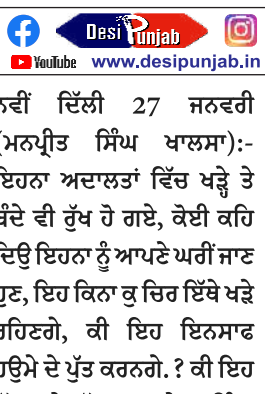 Desi Punjab
YouTube www.desipunjab.in
ਨਵੀਂ ਦਿੱਲੀ 27 ਜਨਵਰੀ
(ਮਨਪ੍ਰੀਤ ਸਿੰਘ ਖਾਲਸਾ):-
ਇਹਨਾ ਅਦਾਲਤਾਂ ਵਿੱਚ ਖੜ੍ਹੇ ਤੇ
ਬੰਦੇ ਵੀ ਰੁੱਖ ਹੋ ਗਏ, ਕੋਈ ਕਹਿ
ਦਿਉ ਇਹਨਾ ਨੂੰ ਆਪਣੇ ਘਰੀਂ ਜਾਣ
ਹੁਣ, ਇਹ ਕਿਨਾ ਕੁ ਚਿਰ ਇੱਥੇ ਖੜੇ
ਰਹਿਣਗੇ, ਕੀ ਇਹ ਇਨਸਾਫ
ਹਉਮੇ ਦੇ ਪੁੱਤ ਕਰਨਗੇ.? ਕੀ ਇਹ